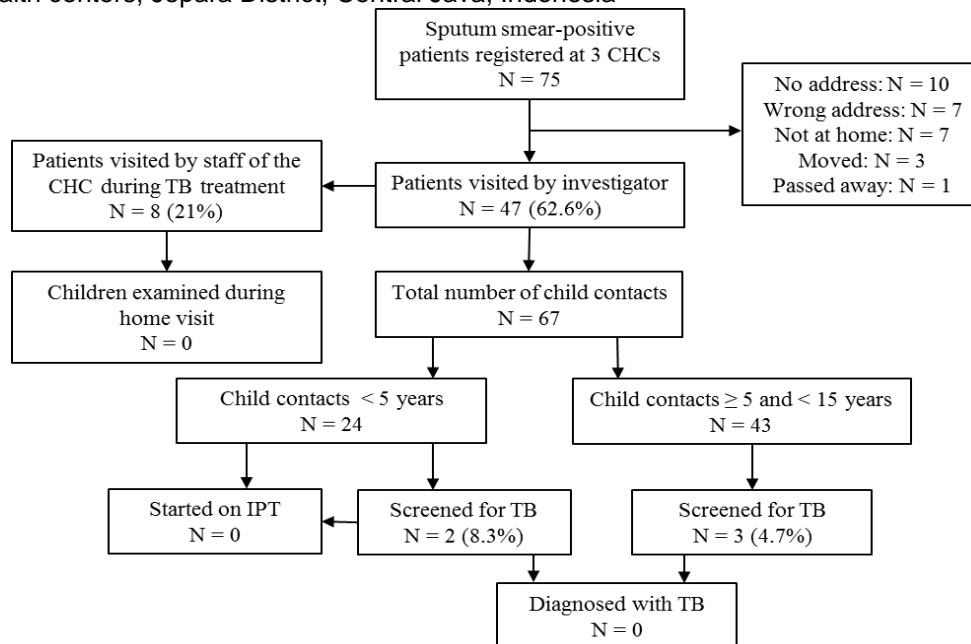 Sputum smear-positive
patients registered at 3 CHCs
N = 75
No address: N = 10
Wrong address: N = 7
Not at home: N = 7
Moved: N = 3
Passed away: N = 1
Patients visited by staff of the
CHC during TB treatment
N = 8 (21%)
Patients visited by investigator
N = 47 (62.6%)
Children examined during
home visit
N = 0
Total number of child contacts
N = 67
Child contacts < 5 years
N = 24
Child contacts ≥ 5 and < 15 years
N = 43
Started on IPT
N = 0
Screened for TB
N = 2 (8.3%)
Screened for TB
N = 3 (4.7%)
Diagnosed with TB
N = 0